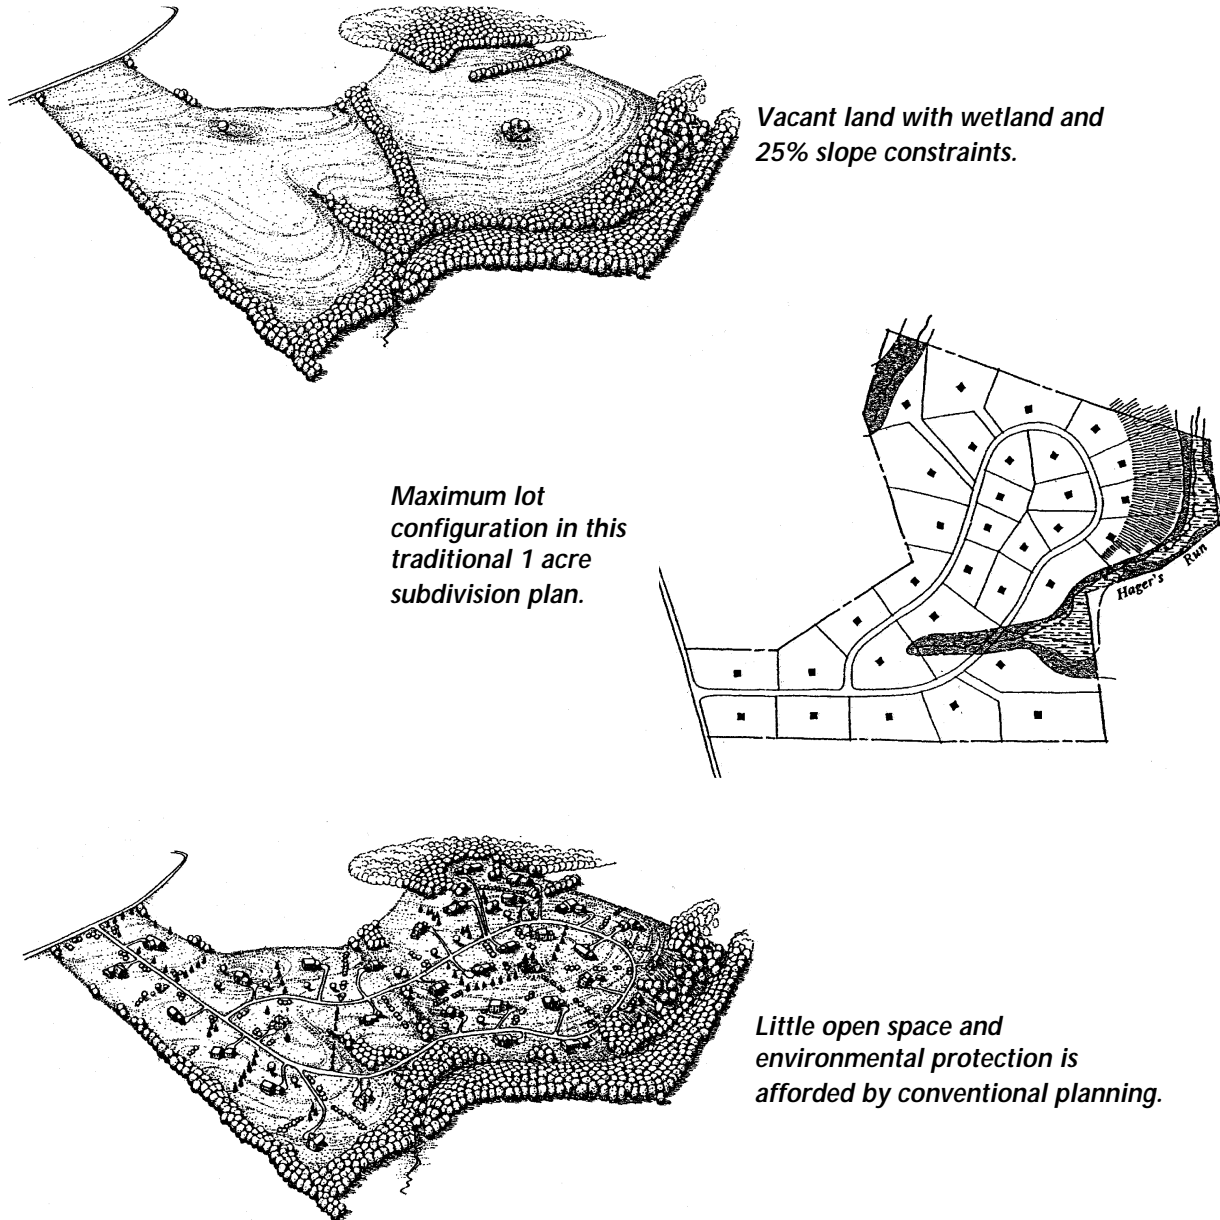 Vacant land with wetland and
25% slope constraints.
Maximum lot
configuration in this
traditional 1 acre
subdivision plan.
Hager's Run
Little open space and
environmental protection is
afforded by conventional planning.